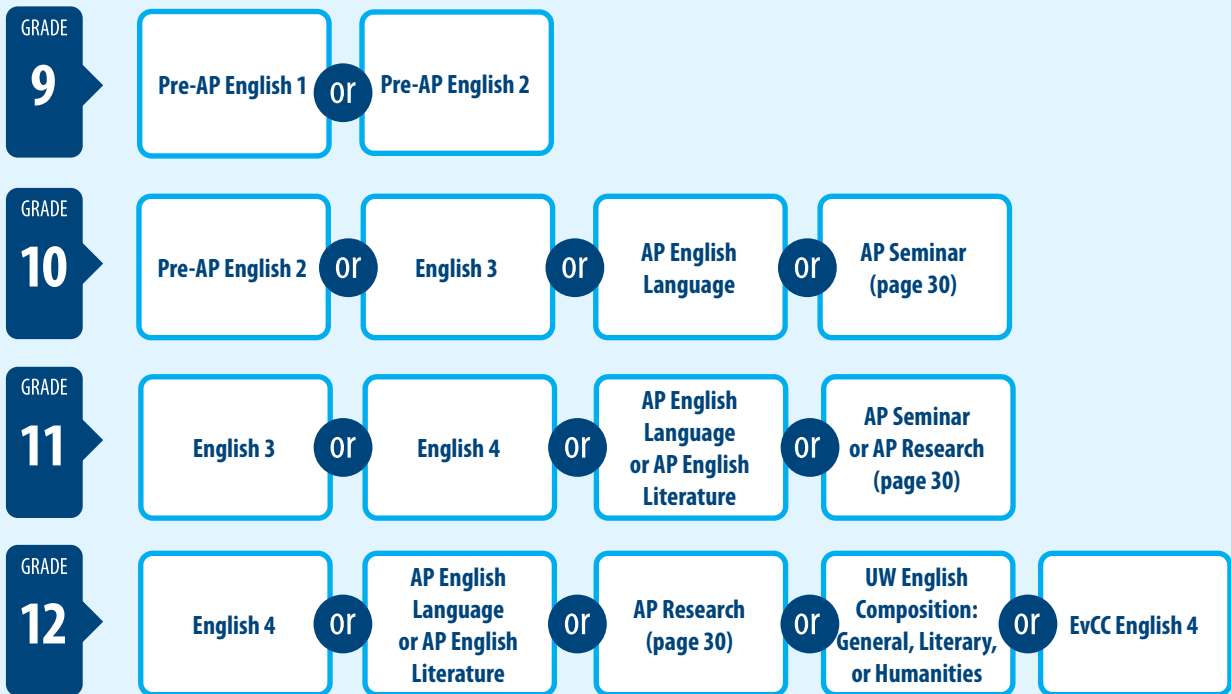 GRADE
9
Pre-AP English 1
or
Pre-AP English 2
GRADE
10
Pre-AP English 2
or
English 3
or
AP English
Language
or
AP Seminar
(page 30)
GRADE
11
English 3
or
English 4
or
AP English
Language
or AP English
Literature
or
AP Seminar
or AP Research
(page 30)
GRADE
12
English 4
or
AP English
Language
or AP English
Literature
or
AP Research
(page 30)
or
UW English
Composition:
General, Literary,
or Humanities
or
EvCC English 4